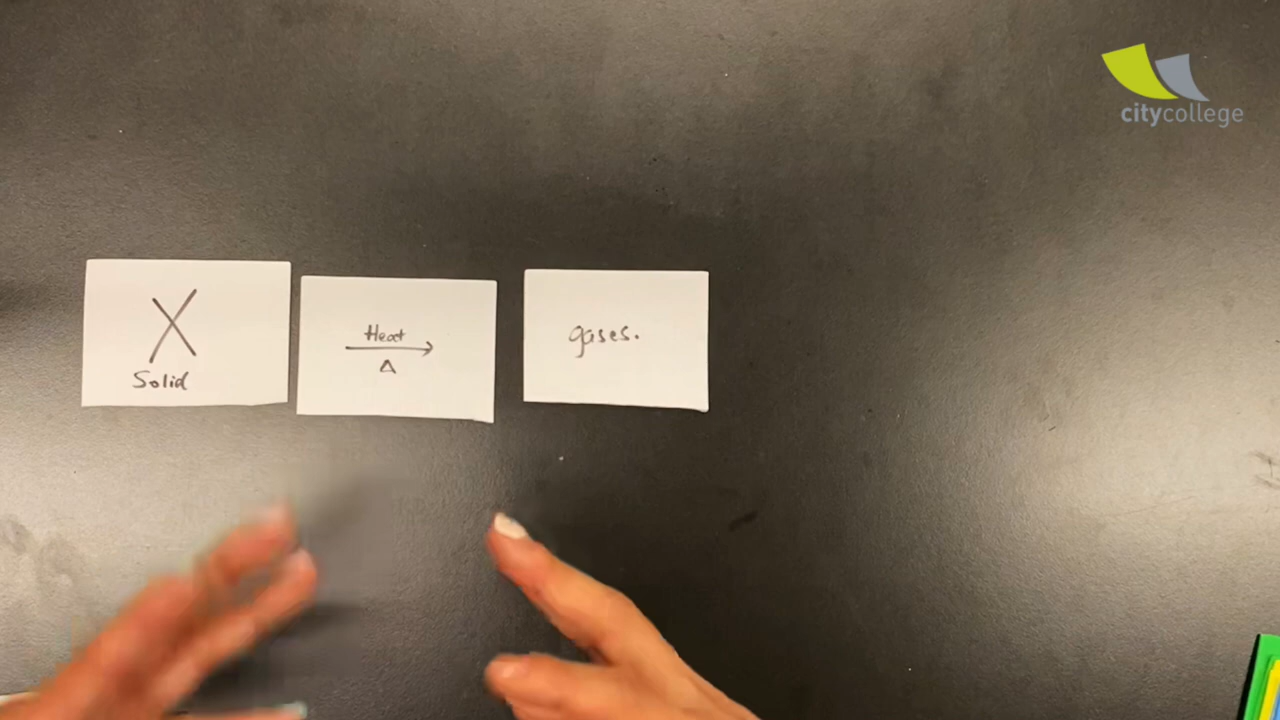 X
Solid
Heat
Δ
gases.
citycollege